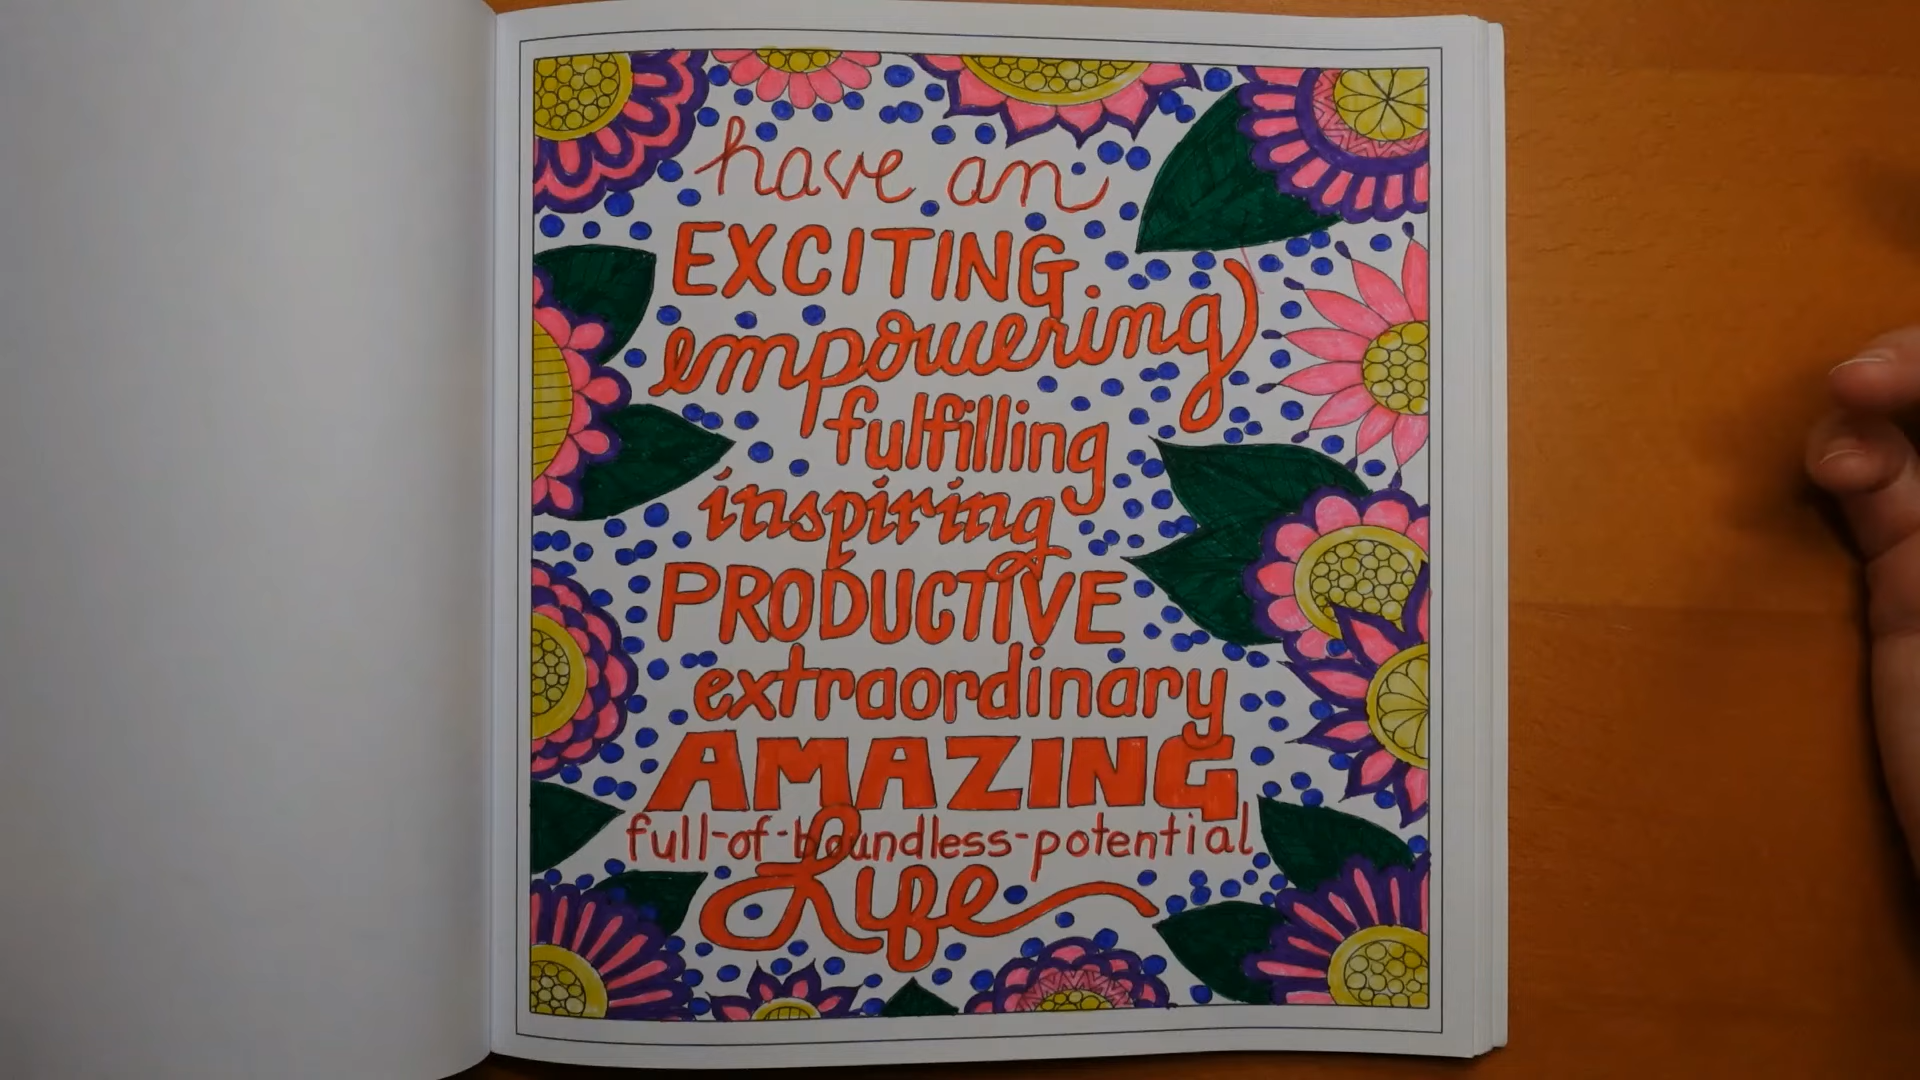 have an
EXCITING
empowering
fulfilling
inspiring
PRODUCTIVE
extraordinary
AMAZING
full-of-boundless-potential
Life